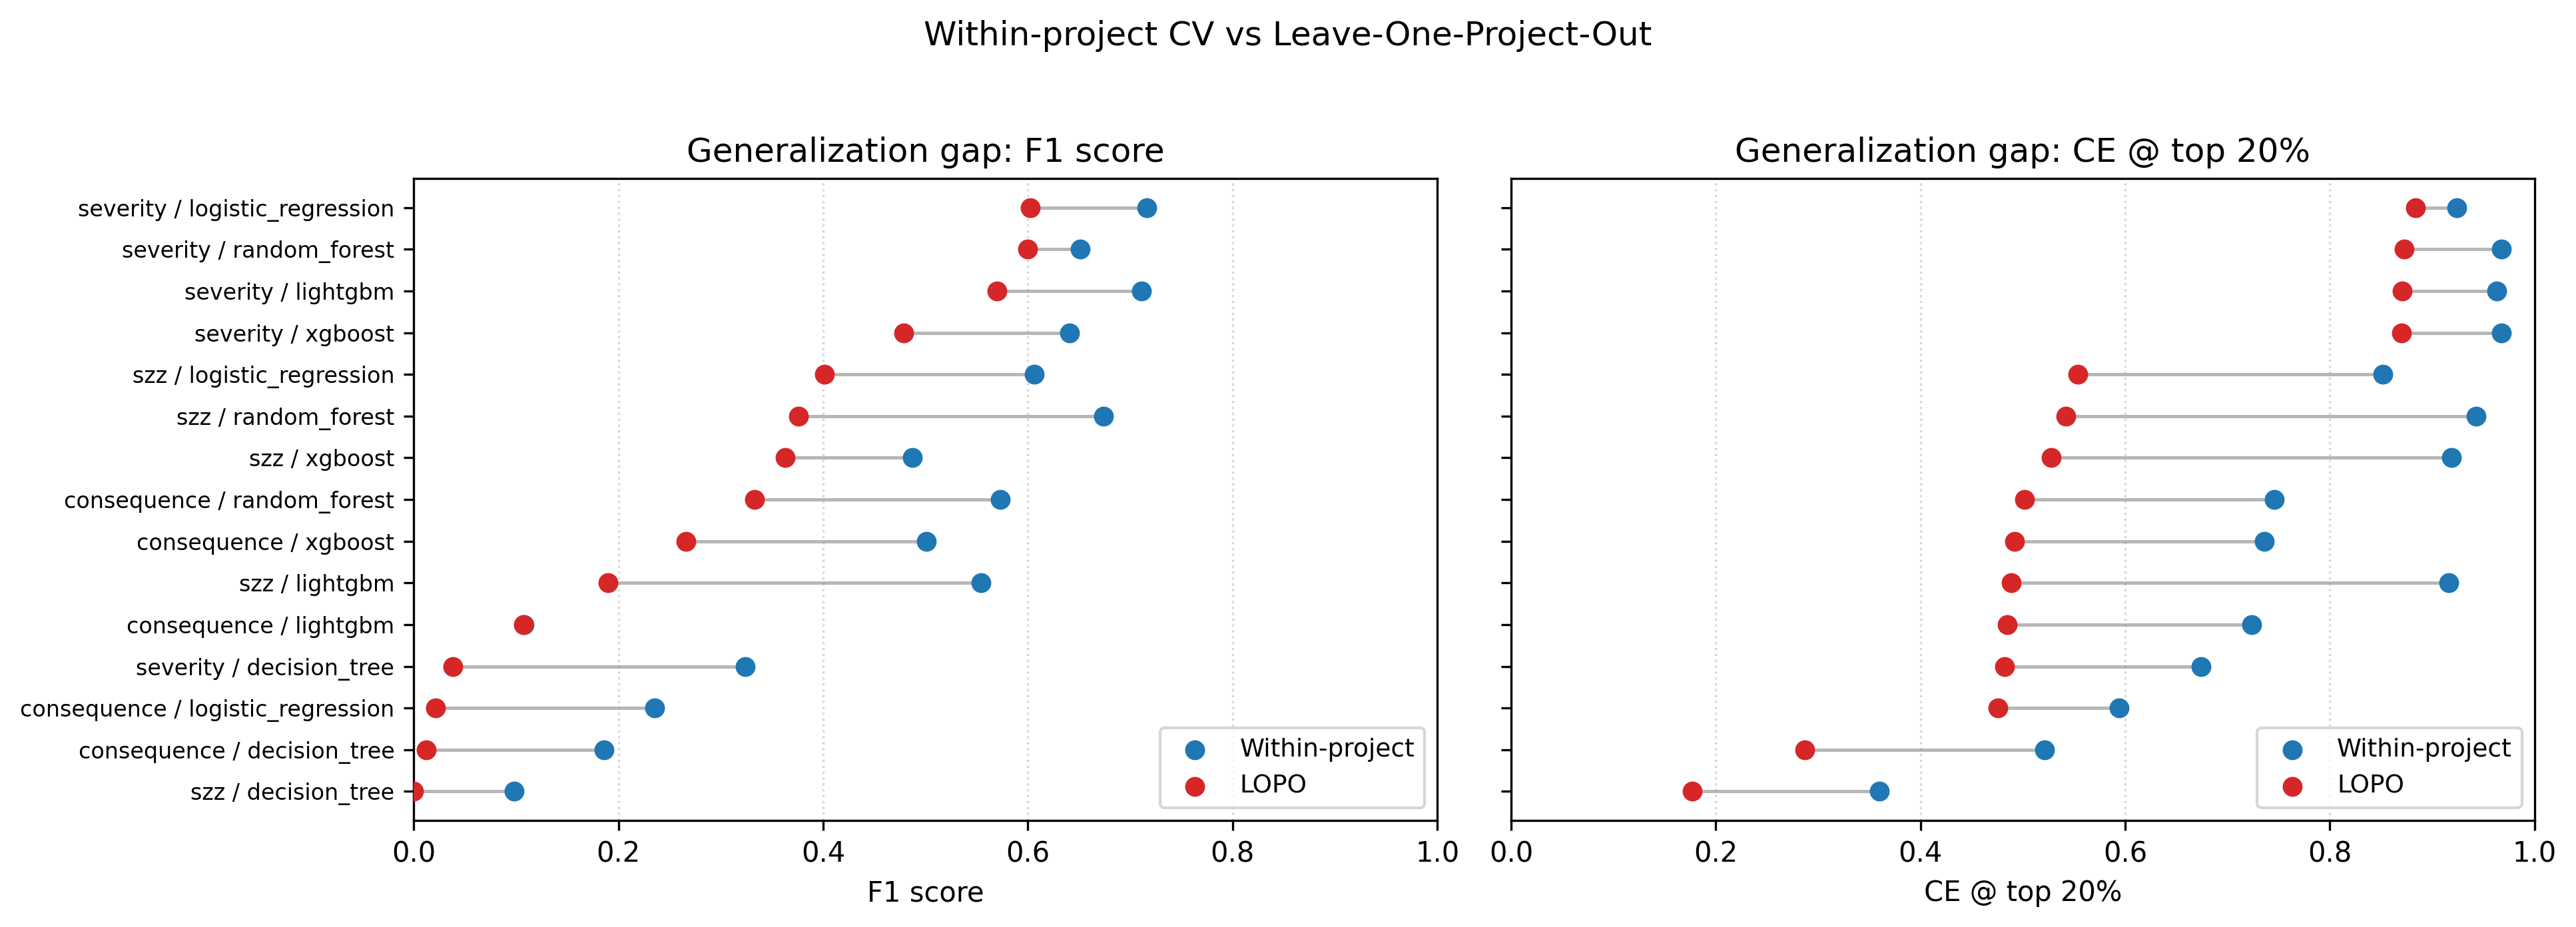 Within-project CV vs Leave-One-Project-Out
Generalization gap: F1 score
severity / logistic_regression
severity / random_forest
severity / lightgbm
severity / xgboost
szz / logistic_regression
szz / random_forest
szz / xgboost
consequence / random_forest
consequence / xgboost
szz / lightgbm
consequence / lightgbm
severity / decision_tree
consequence / logistic_regression
consequence / decision_tree
szz / decision_tree
Within-project
LOPO
0.0 0.2 0.4 0.6 0.8 1.0
F1 score
Generalization gap: CE @ top 20%
Within-project
LOPO
0.0 0.2 0.4 0.6 0.8 1.0
CE @ top 20%